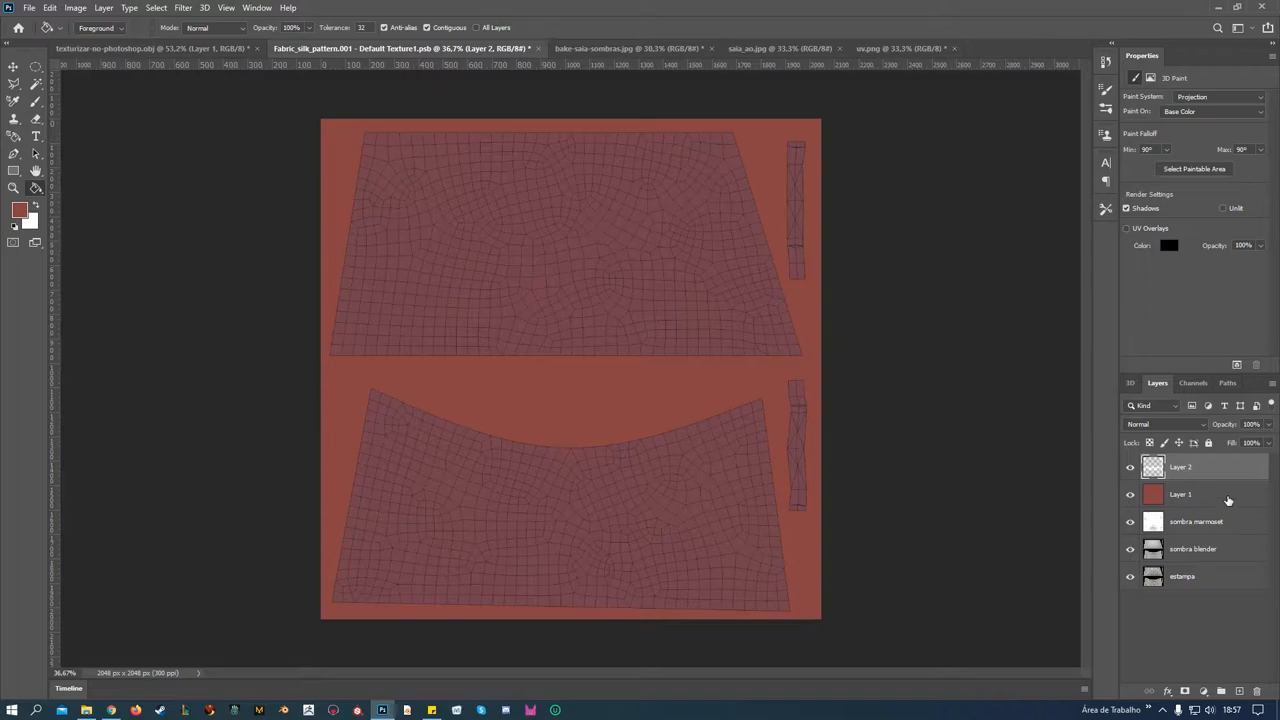 Ps File Edit Image Layer Type Select Filter 3D View Window Help
Foreground Mode: Normal Opacity: 100% Tolerance: 32 Anti-alias Contiguous All Layers
texturizar-no-photoshop.obj @ 53,2% (Layer 1, RGB/8) * × Fabric_silk_pattern.001 - Default Texture1.psb @ 36,7% (Layer 2, RGB/8#) * × bake-saia-sombras.jpg @ 30,3% (RGB/8#) * × saia_ao.jpg @ 33,3% (RGB/8#) × uv.png @ 33,3% (RGB/8) * ×
Properties
3D Paint
Paint System: Projection
Paint On: Base Color
Paint Falloff
Min: 90° Max: 90°
Select Paintable Area
Render Settings
Shadows Unlit
UV Overlays
Color: Opacity: 100%
3D Layers Channels Paths
Kind
Normal Opacity: 100%
Lock: Fill: 100%
Layer 2
Layer 1
sombra marmoset
sombra blender
estampa
36.67% 2048 px x 2048 px (300 ppi)
Timeline
Área de Trabalho 18:57